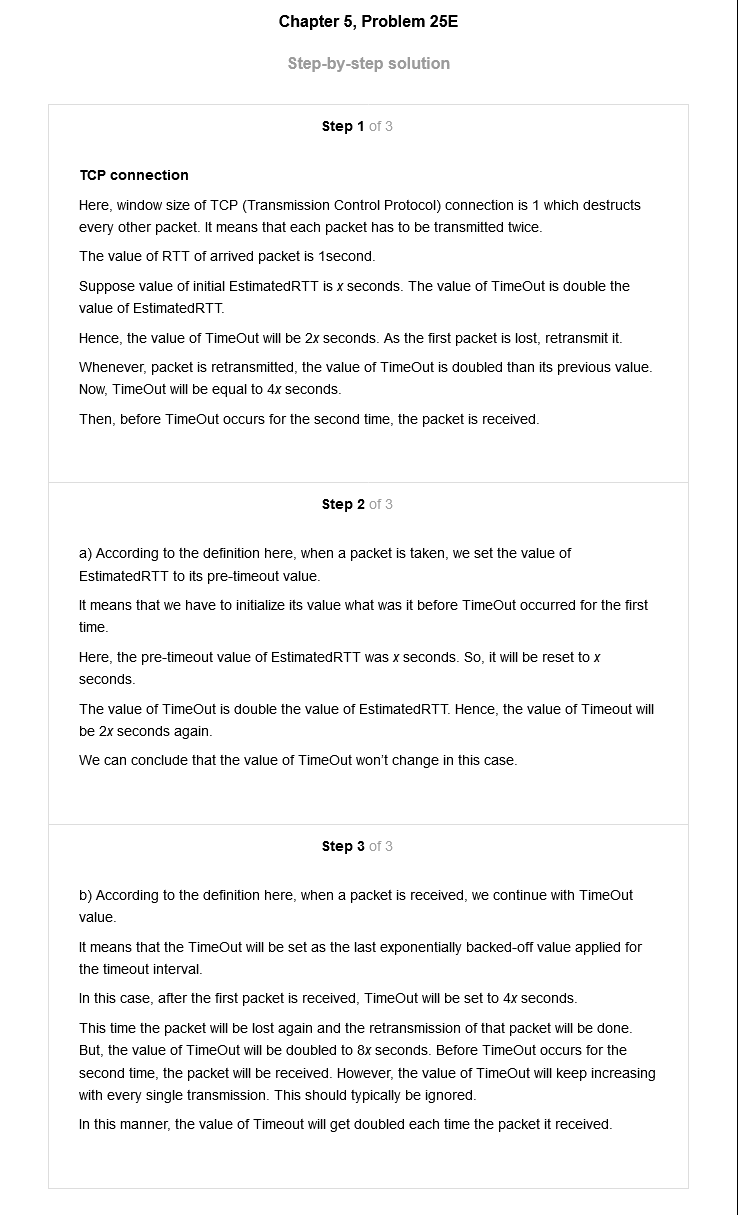 Chapter 5, Problem 25E
Step-by-step solution
Step 1 of 3
TCP connection
Here, window size of TCP (Transmission Control Protocol) connection is 1 which destructs
every other packet. It means that each packet has to be transmitted twice.
The value of RTT of arrived packet is 1second.
Suppose value of initial EstimatedRTT is x seconds. The value of TimeOut is double the
value of EstimatedRTT.
Hence, the value of TimeOut will be 2x seconds. As the first packet is lost, retransmit it.
Whenever, packet is retransmitted, the value of TimeOut is doubled than its previous value.
Now, TimeOut will be equal to 4x seconds.
Then, before TimeOut occurs for the second time, the packet is received.
Step 2 of 3
a) According to the definition here, when a packet is taken, we set the value of
EstimatedRTT to its pre-timeout value.
It means that we have to initialize its value what was it before TimeOut occurred for the first
time.
Here, the pre-timeout value of EstimatedRTT was x seconds. So, it will be reset to x
seconds.
The value of TimeOut is double the value of EstimatedRTT. Hence, the value of Timeout will
be 2x seconds again.
We can conclude that the value of TimeOut won't change in this case.
Step 3 of 3
b) According to the definition here, when a packet is received, we continue with TimeOut
value.
It means that the TimeOut will be set as the last exponentially backed-off value applied for
the timeout interval.
In this case, after the first packet is received, TimeOut will be set to 4x seconds.
This time the packet will be lost again and the retransmission of that packet will be done.
But, the value of TimeOut will be doubled to 8x seconds. Before TimeOut occurs for the
second time, the packet will be received. However, the value of TimeOut will keep increasing
with every single transmission. This should typically be ignored.
In this manner, the value of Timeout will get doubled each time the packet it received.